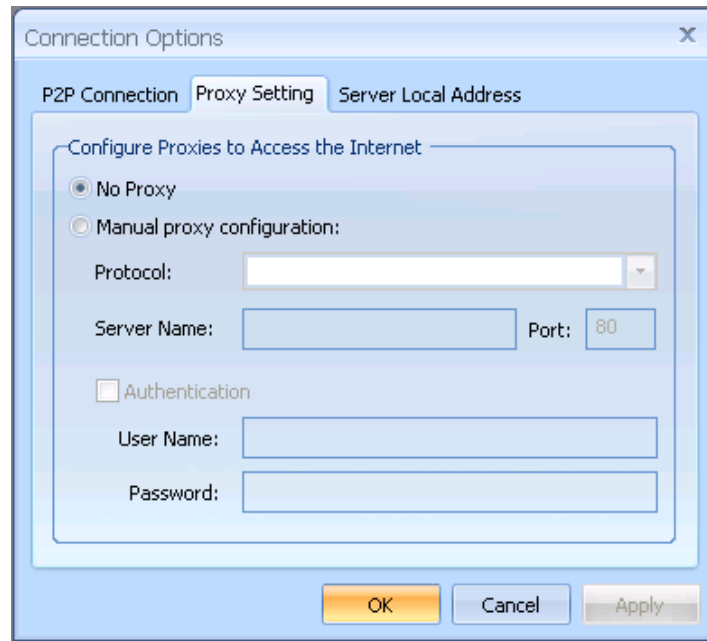 Connection Options
P2P Connection Proxy Setting Server Local Address
Configure Proxies to Access the Internet
No Proxy
Manual proxy configuration:
Protocol:
Server Name: Port: 80
Authentication
User Name:
Password:
OK Cancel Apply